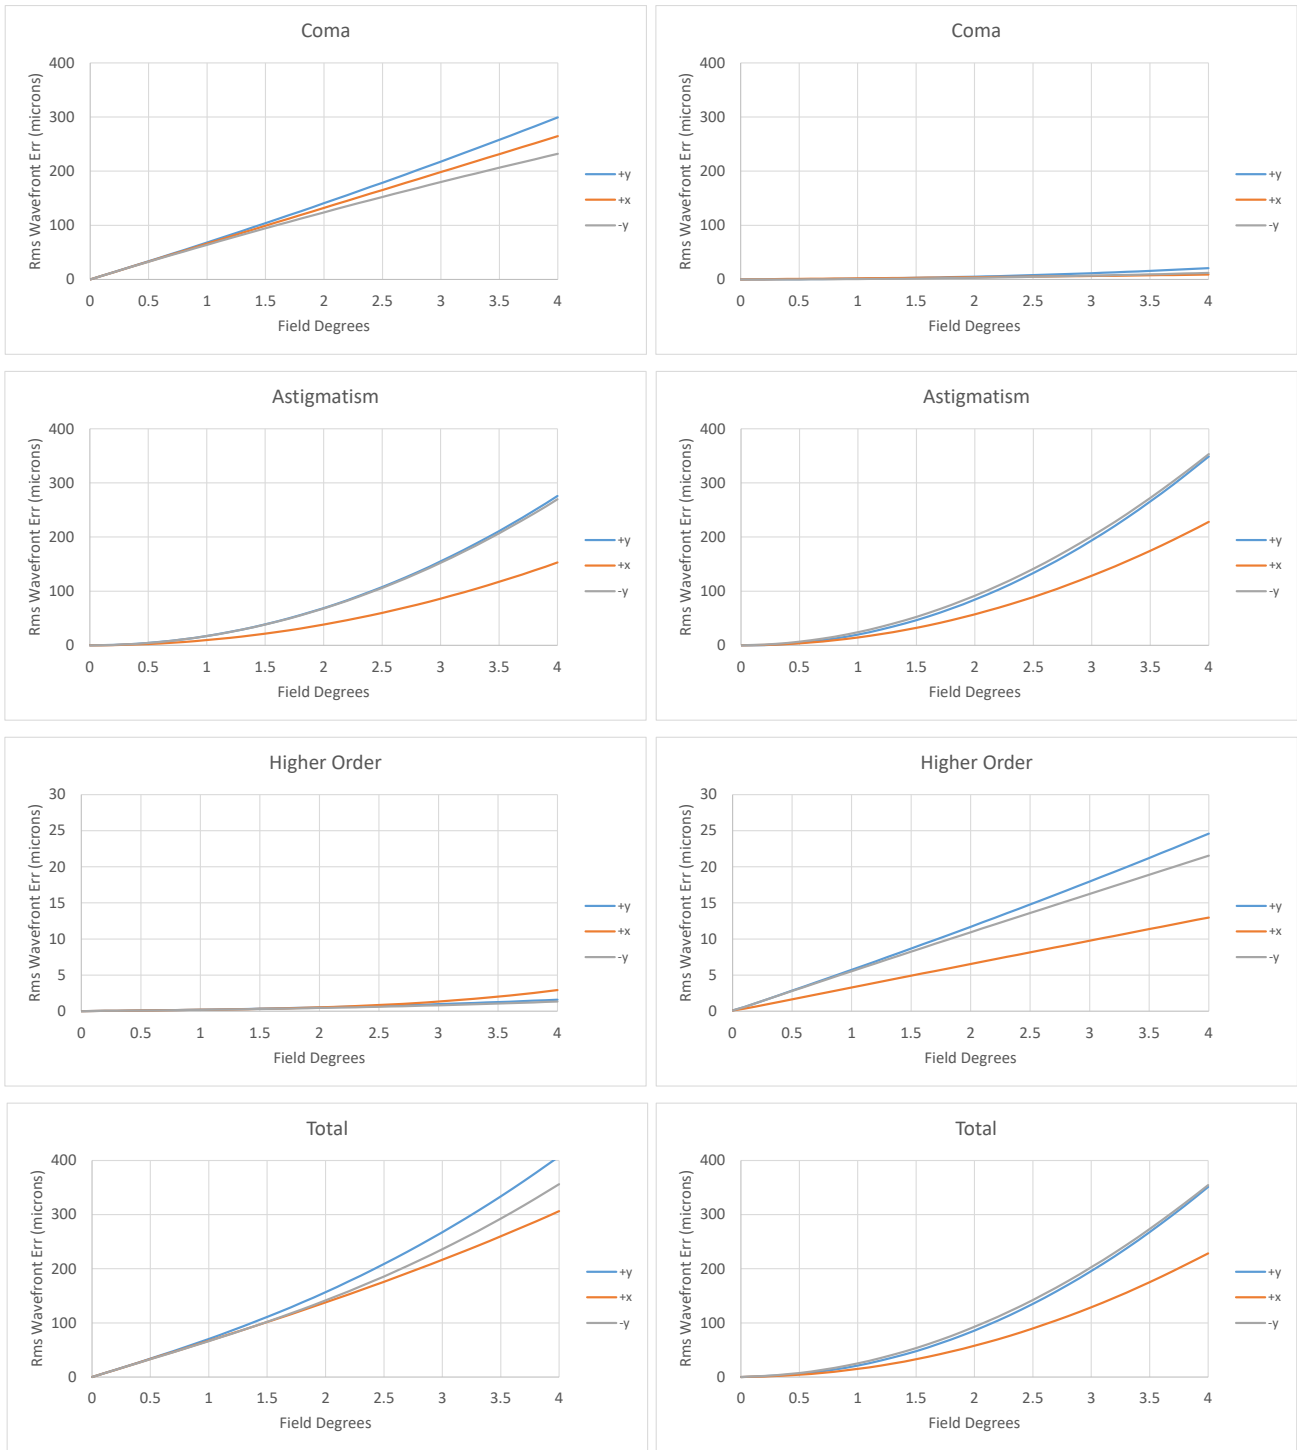 Coma
400
300
200
100
0
Rms Wavefront Err (microns)
0 0.5 1 1.5 2 2.5 3 3.5 4
Field Degrees
+y
+x
-y
Coma
400
300
200
100
0
Rms Wavefront Err (microns)
0 0.5 1 1.5 2 2.5 3 3.5 4
Field Degrees
+y
+x
-y
Astigmatism
400
300
200
100
0
Rms Wavefront Err (microns)
0 0.5 1 1.5 2 2.5 3 3.5 4
Field Degrees
+y
+x
-y
Astigmatism
400
300
200
100
0
Rms Wavefront Err (microns)
0 0.5 1 1.5 2 2.5 3 3.5 4
Field Degrees
+y
+x
-y
Higher Order
30
25
20
15
10
5
0
Rms Wavefront Err (microns)
0 0.5 1 1.5 2 2.5 3 3.5 4
Field Degrees
+y
+x
-y
Higher Order
30
25
20
15
10
5
0
Rms Wavefront Err (microns)
0 0.5 1 1.5 2 2.5 3 3.5 4
Field Degrees
+y
+x
-y
Total
400
300
200
100
0
Rms Wavefront Err (microns)
0 0.5 1 1.5 2 2.5 3 3.5 4
Field Degrees
+y
+x
-y
Total
400
300
200
100
0
Rms Wavefront Err (microns)
0 0.5 1 1.5 2 2.5 3 3.5 4
Field Degrees
+y
+x
-y